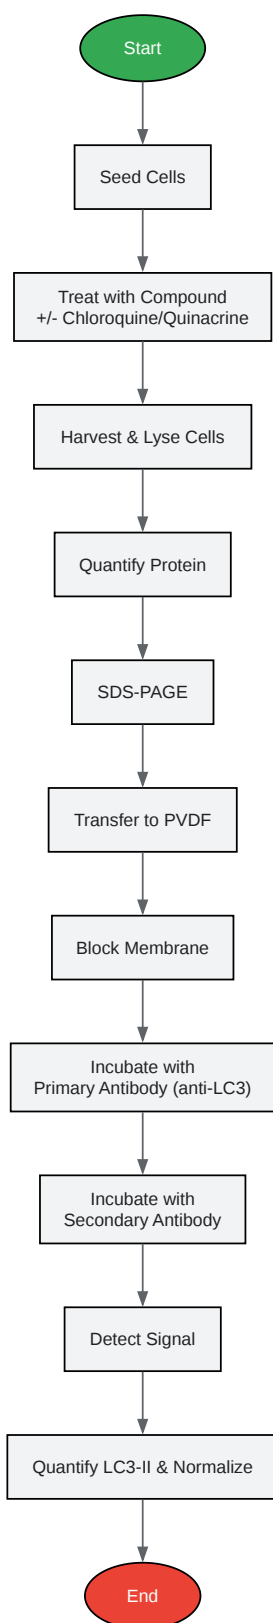 Start
Seed Cells
Treat with Compound
+/- Chloroquine/Quinacrine
Harvest & Lyse Cells
Quantify Protein
SDS-PAGE
Transfer to PVDF
Block Membrane
Incubate with
Primary Antibody (anti-LC3)
Incubate with
Secondary Antibody
Detect Signal
Quantify LC3-II & Normalize
End